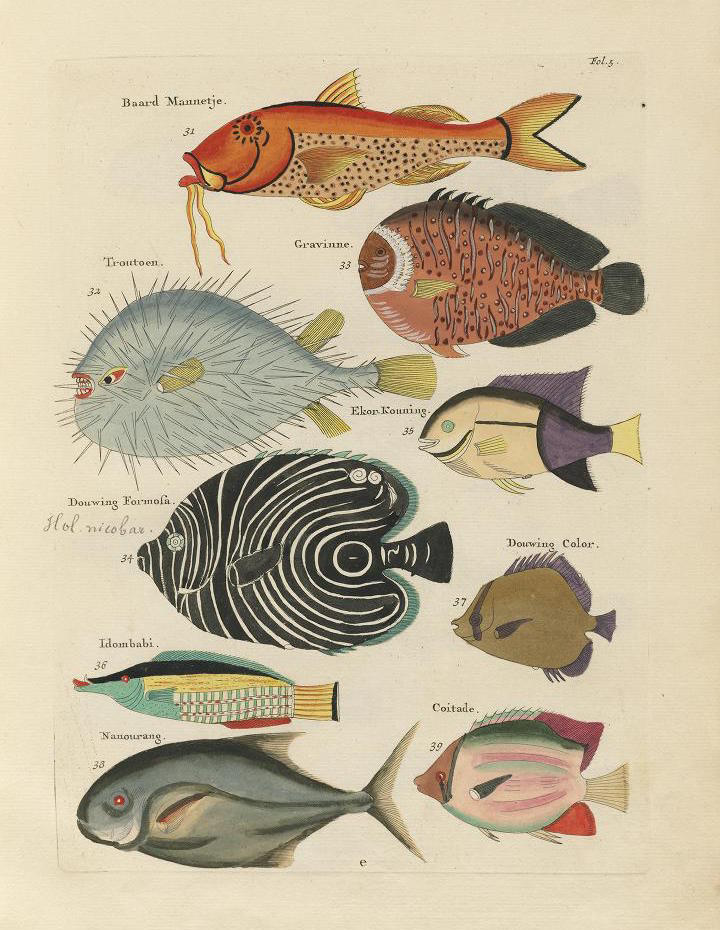 Fol. 5.
Baard Mannetje.
31
Gravinne.
33
Troutoen.
32
Ekor Kouning.
35
Douwing Formosa.
Hol. nicobar.
34
Douwing Color.
37
Idombabi.
36
Coitade.
39
Nanourang.
38
e